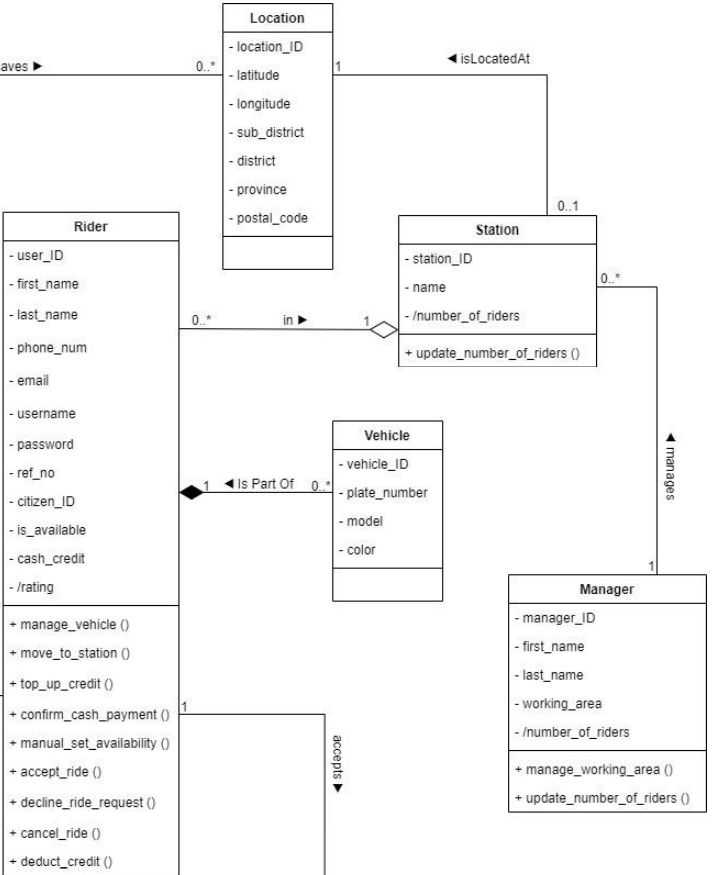 Location
- location_ID
- latitude
- longitude
- sub_district
- district
- province
- postal_code
aves ►
0..*
1
◄ isLocatedAt
0..1
Rider
- user_ID
- first_name
- last_name
- phone_num
- email
- username
- password
- ref_no
- citizen_ID
- is_available
- cash_credit
- /rating
+ manage_vehicle ()
+ move_to_station ()
+ top_up_credit ()
+ confirm_cash_payment ()
+ manual_set_availability ()
+ accept_ride ()
+ decline_ride_request ()
+ cancel_ride ()
+ deduct_credit ()
0..*
in ►
1
Station
- station_ID
- name
- /number_of_riders
+ update_number_of_riders ()
0..*
◄ manages
1
1
◄ Is Part Of
0..*
Vehicle
- vehicle_ID
- plate_number
- model
- color
Manager
- manager_ID
- first_name
- last_name
- working_area
- /number_of_riders
+ manage_working_area ()
+ update_number_of_riders ()
1
accepts ►